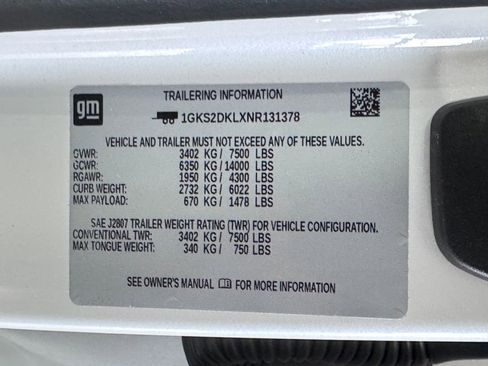 gm
TRAILERING INFORMATION
1GKS2DKLXNR131378
VEHICLE AND TRAILER MUST NOT EXCEED ANY OF THESE VALUES.
GVWR: 3402 KG / 7500 LBS
GCWR: 6350 KG / 14000 LBS
RGAWR: 1950 KG / 4300 LBS
CURB WEIGHT: 2732 KG / 6022 LBS
MAX PAYLOAD: 670 KG / 1478 LBS
SAE J2807 TRAILER WEIGHT RATING (TWR) FOR VEHICLE CONFIGURATION.
CONVENTIONAL TWR: 3402 KG / 7500 LBS
MAX TONGUE WEIGHT: 340 KG / 750 LBS
SEE OWNER'S MANUAL FOR MORE INFORMATION